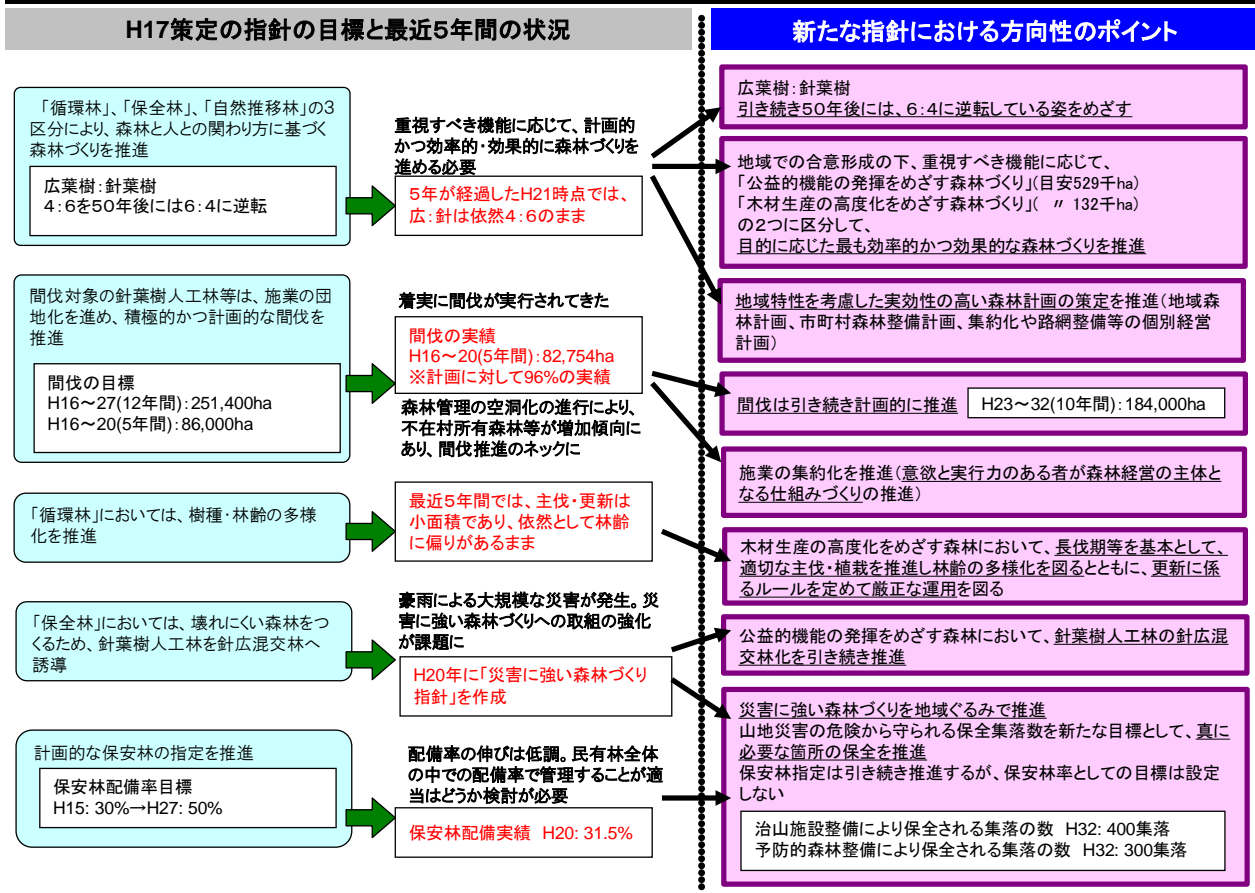 H17策定の指針の目標と最近5年間の状況
新たな指針における方向性のポイント
「循環林」、「保全林」、「自然推移林」の3
区分により、森林と人との関わり方に基づく
森林づくりを推進
広葉樹:針葉樹
4:6を50年後には6:4に逆転
重視すべき機能に応じて、計画的
かつ効率的・効果的に森林づくりを
進める必要
5年が経過したH21時点では、
広:針は依然4:6のまま
間伐対象の針葉樹人工林等は、施業の団
地化を進め、積極的かつ計画的な間伐を
推進
間伐の目標
H16～27(12年間):251,400ha
H16～20(5年間):86,000ha
着実に間伐が実行されてきた
間伐の実績
H16～20(5年間):82,754ha
※計画に対して96%の実績
森林管理の空洞化の進行により、
不在村所有森林等が増加傾向に
あり、間伐推進のネックに
「循環林」においては、樹種・林齢の多様
化を推進
最近5年間では、主伐・更新は
小面積であり、依然として林齢
に偏りがあるまま
「保全林」においては、壊れにくい森林をつ
くるため、針葉樹人工林を針広混交林へ
誘導
豪雨による大規模な災害が発生。災
害に強い森林づくりへの取組の強化
が課題に
H20年に「災害に強い森林づくり
指針」を作成
計画的な保安林の指定を推進
保安林配備率目標
H15: 30%→H27: 50%
配備率の伸びは低調。民有林全体
の中での配備率で管理することが適
当はどうか検討が必要
保安林配備実績 H20: 31.5%
広葉樹:針葉樹
引き続き50年後には、6:4に逆転している姿をめざす
地域での合意形成の下、重視すべき機能に応じて、
「公益的機能の発揮をめざす森林づくり」(目安529千ha)
「木材生産の高度化をめざす森林づくり」( 〃 132千ha)
の2つに区分して、
目的に応じた最も効率的かつ効果的な森林づくりを推進
地域特性を考慮した実効性の高い森林計画の策定を推進(地域森
林計画、市町村森林整備計画、集約化や路網整備等の個別経営
計画)
間伐は引き続き計画的に推進 H23～32(10年間):184,000ha
施業の集約化を推進(意欲と実行力のある者が森林経営の主体と
なる仕組みづくりの推進)
木材生産の高度化をめざす森林において、長伐期等を基本として、
適切な主伐・植栽を推進し林齢の多様化を図るとともに、更新に係
るルールを定めて厳正な運用を図る
公益的機能の発揮をめざす森林において、針葉樹人工林の針広混
交林化を引き続き推進
災害に強い森林づくりを地域ぐるみで推進
山地災害の危険から守られる保全集落数を新たな目標として、真に
必要な箇所の保全を推進
保安林指定は引き続き推進するが、保安林率としての目標は設定
しない
治山施設整備により保全される集落の数 H32: 400集落
予防的森林整備により保全される集落の数 H32: 300集落